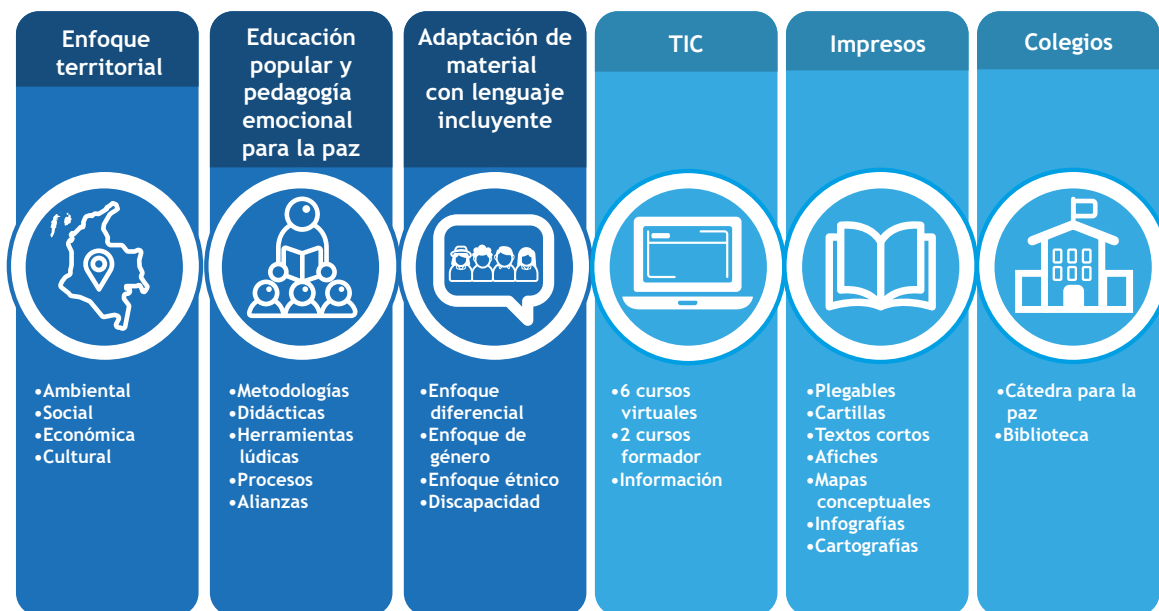 Enfoque
territorial
•Ambiental
•Social
•Económica
•Cultural
Educación
popular y
pedagogía
emocional
para la paz
•Metodologías
•Didácticas
•Herramientas
lúdicas
•Procesos
•Alianzas
Adaptación de
material
con lenguaje
incluyente
•Enfoque
diferencial
•Enfoque de
género
•Enfoque étnico
•Discapacidad
TIC
•6 cursos
virtuales
•2 cursos
formador
•Información
Impresos
•Plegables
•Cartillas
•Textos cortos
•Afiches
•Mapas
conceptuales
•Infografías
•Cartografías
Colegios
•Cátedra para la
paz
•Biblioteca